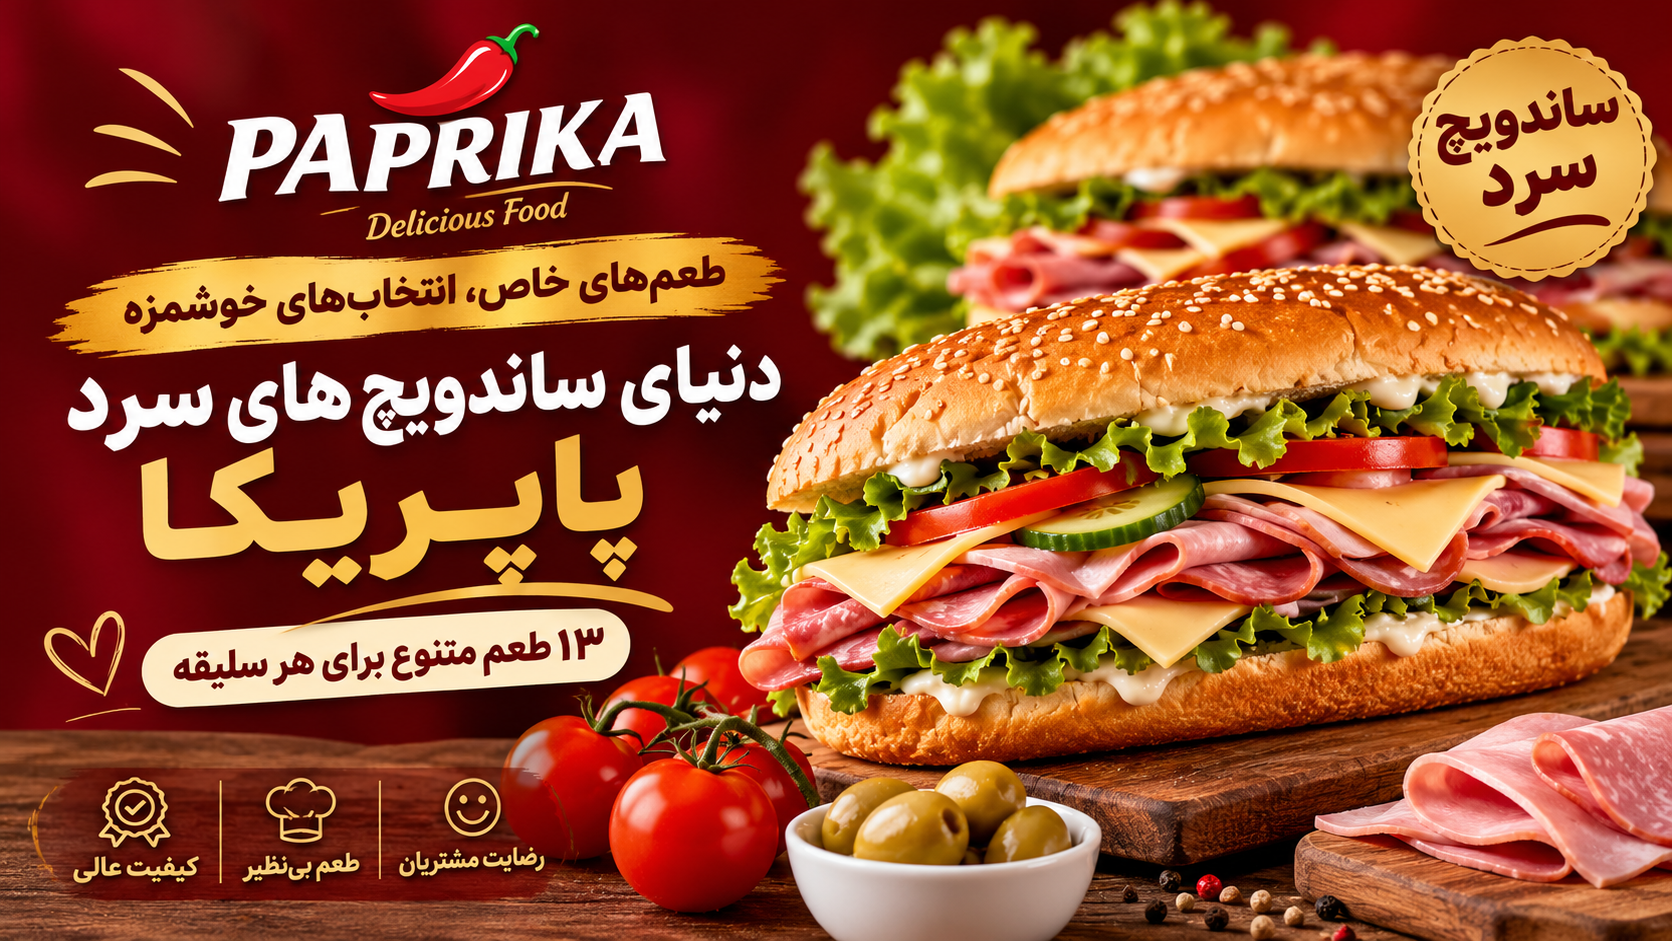 PAPRIKA
Delicious Food
طعم‌های خاص، انتخاب‌های خوشمزه
دنیای ساندویچ های سرد
پاپریکا
۱۳ طعم متنوع برای هر سلیقه
ساندویچ
سرد
رضایت مشتریان
طعم بی‌نظیر
کیفیت عالی